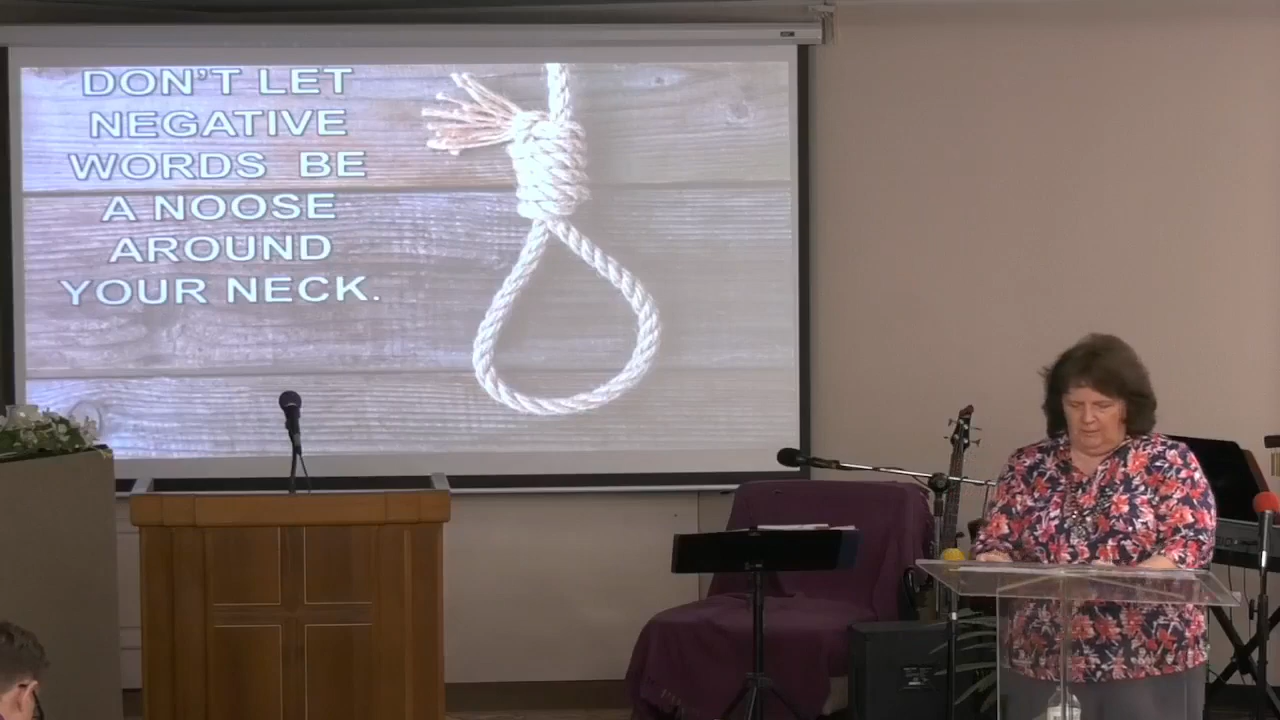 DON'T LET
NEGATIVE
WORDS BE
A NOOSE
AROUND
YOUR NECK.